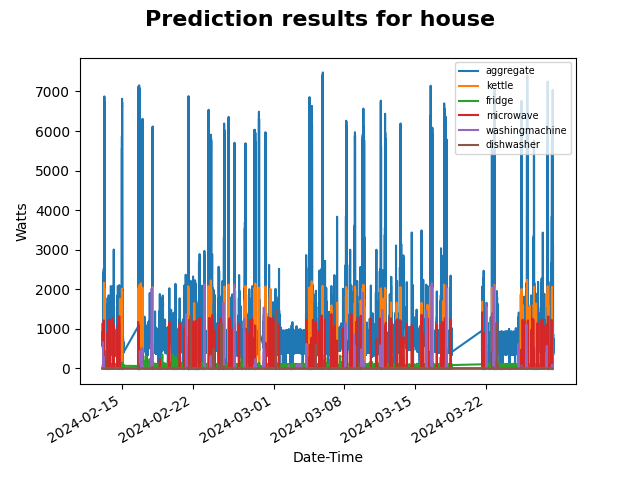 Prediction results for house
aggregate
kettle
fridge
microwave
washingmachine
dishwasher
7000
6000
5000
4000
3000
2000
1000
0
Watts
2024-02-15
2024-02-22
2024-03-01
2024-03-08
2024-03-15
2024-03-22
Date-Time